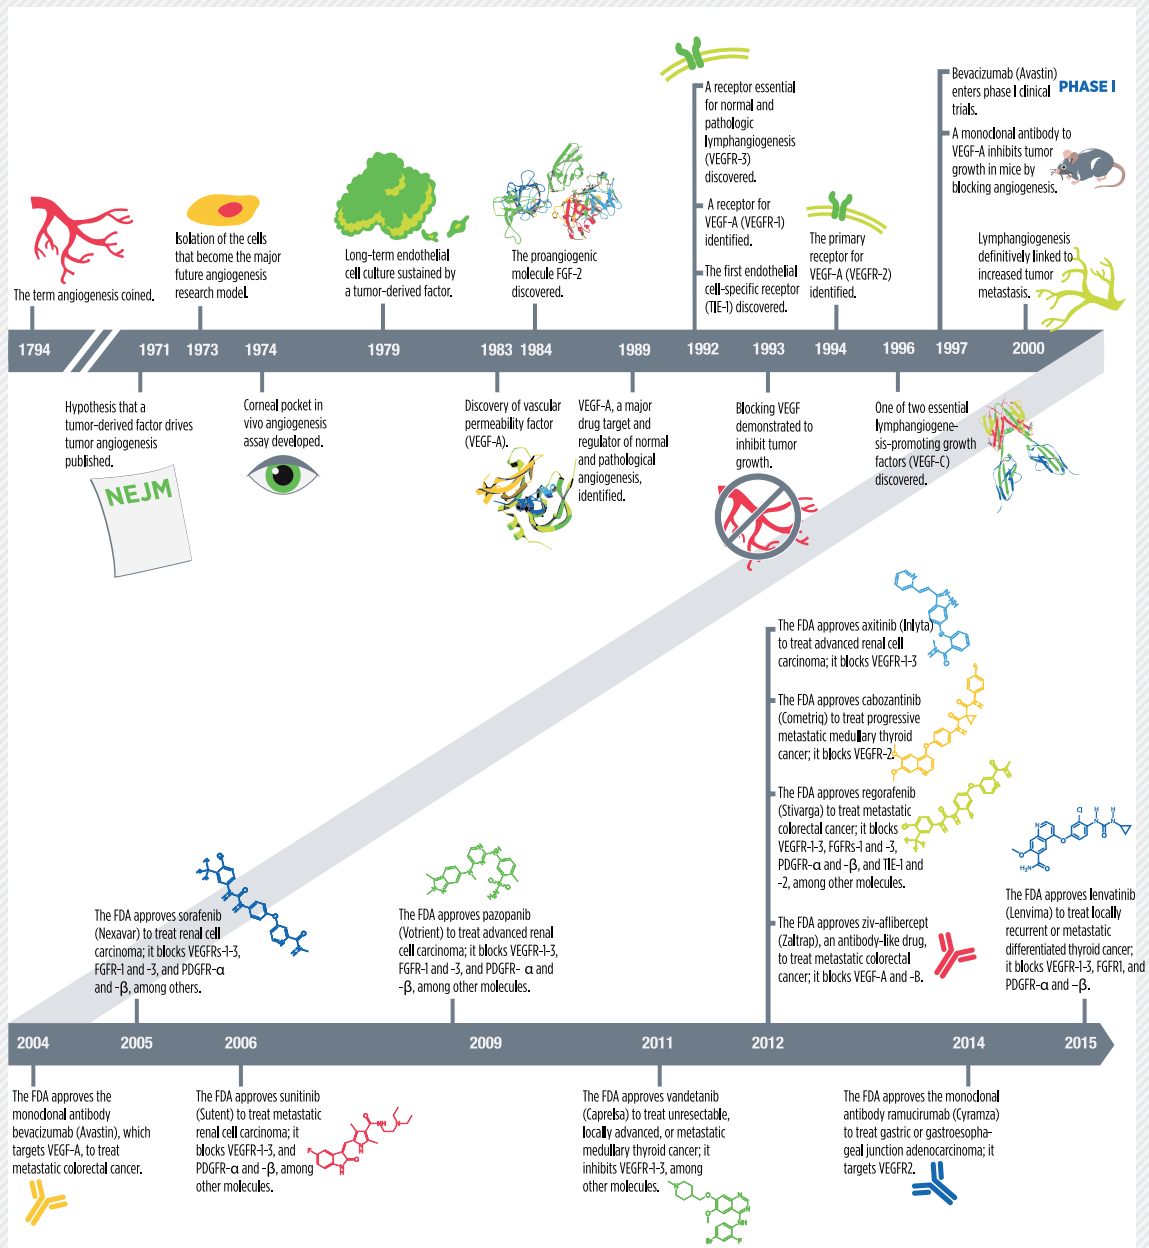 A receptor essential
for normal and
pathologic
lymphangiogenesis
(VEGFR-3)
discovered.
A receptor for
VEGF-A (VEGFR-1)
identified.
The first endothelial
cell-specific receptor
(TIE-1) discovered.
Bevacizumab (Avastin)
enters phase I clinical
trials.
PHASE I
A monoclonal antibody to
VEGF-A inhibits tumor
growth in mice by
blocking angiogenesis.
The term angiogenesis coined.
Isolation of the cells
that become the major
future angiogenesis
research model.
Long-term endothelial
cell culture sustained by
a tumor-derived factor.
The proangiogenic
molecule FGF-2
discovered.
The primary
receptor for
VEGF-A (VEGFR-2)
identified.
Lymphangiogenesis
definitively linked to
increased tumor
metastasis.
1794 1971 1973 1974 1979 1983 1984 1989 1992 1993 1994 1996 1997 2000
Hypothesis that a
tumor-derived factor drives
tumor angiogenesis
published.
NEJM
Corneal pocket in
vivo angiogenesis
assay developed.
Discovery of vascular
permeability factor
(VEGF-A).
VEGF-A, a major
drug target and
regulator of normal
and pathological
angiogenesis,
identified.
Blocking VEGF
demonstrated to
inhibit tumor
growth.
One of two essential
lymphangiogene-
sis-promoting growth
factors (VEGF-C)
discovered.
The FDA approves sorafenib
(Nexavar) to treat renal cell
carcinoma; it blocks VEGFRs-1-3,
FGFR-1 and -3, and PDGFR-α
and -β, among others.
The FDA approves pazopanib
(Votrient) to treat advanced renal
cell carcinoma; it blocks VEGFR-1-3,
FGFR-1 and -3, and PDGFR- α and
-β, among other molecules.
The FDA approves axitinib (Inlyta)
to treat advanced renal cell
carcinoma; it blocks VEGFR-1-3
The FDA approves cabozantinib
(Cometriq) to treat progressive
metastatic medullary thyroid
cancer; it blocks VEGFR-2.
The FDA approves regorafenib
(Stivarga) to treat metastatic
colorectal cancer; it blocks
VEGFR-1-3, FGFRs-1 and -3,
PDGFR-α and -β, and TIE-1 and
-2, among other molecules.
The FDA approves ziv-aflibercept
(Zaltrap), an antibody-like drug,
to treat metastatic colorectal
cancer; it blocks VEGF-A and -B.
The FDA approves lenvatinib
(Lenvima) to treat locally
recurrent or metastatic
differentiated thyroid cancer;
it blocks VEGFR-1-3, FGFR1, and
PDGFR-α and –β.
2004 2005 2006 2009 2011 2012 2014 2015
The FDA approves the
monoclonal antibody
bevacizumab (Avastin), which
targets VEGF-A, to treat
metastatic colorectal cancer.
The FDA approves sunitinib
(Sutent) to treat metastatic
renal cell carcinoma; it
blocks VEGFR-1-3, and
PDGFR-α and -β, among
other molecules.
The FDA approves vandetanib
(Caprelsa) to treat unresectable,
locally advanced, or metastatic
medullary thyroid cancer; it
inhibits VEGFR-1-3, among
other molecules.
The FDA approves the monoclonal
antibody ramucirumab (Cyramza)
to treat gastric or gastroesopha-
geal junction adenocarcinoma; it
targets VEGFR2.